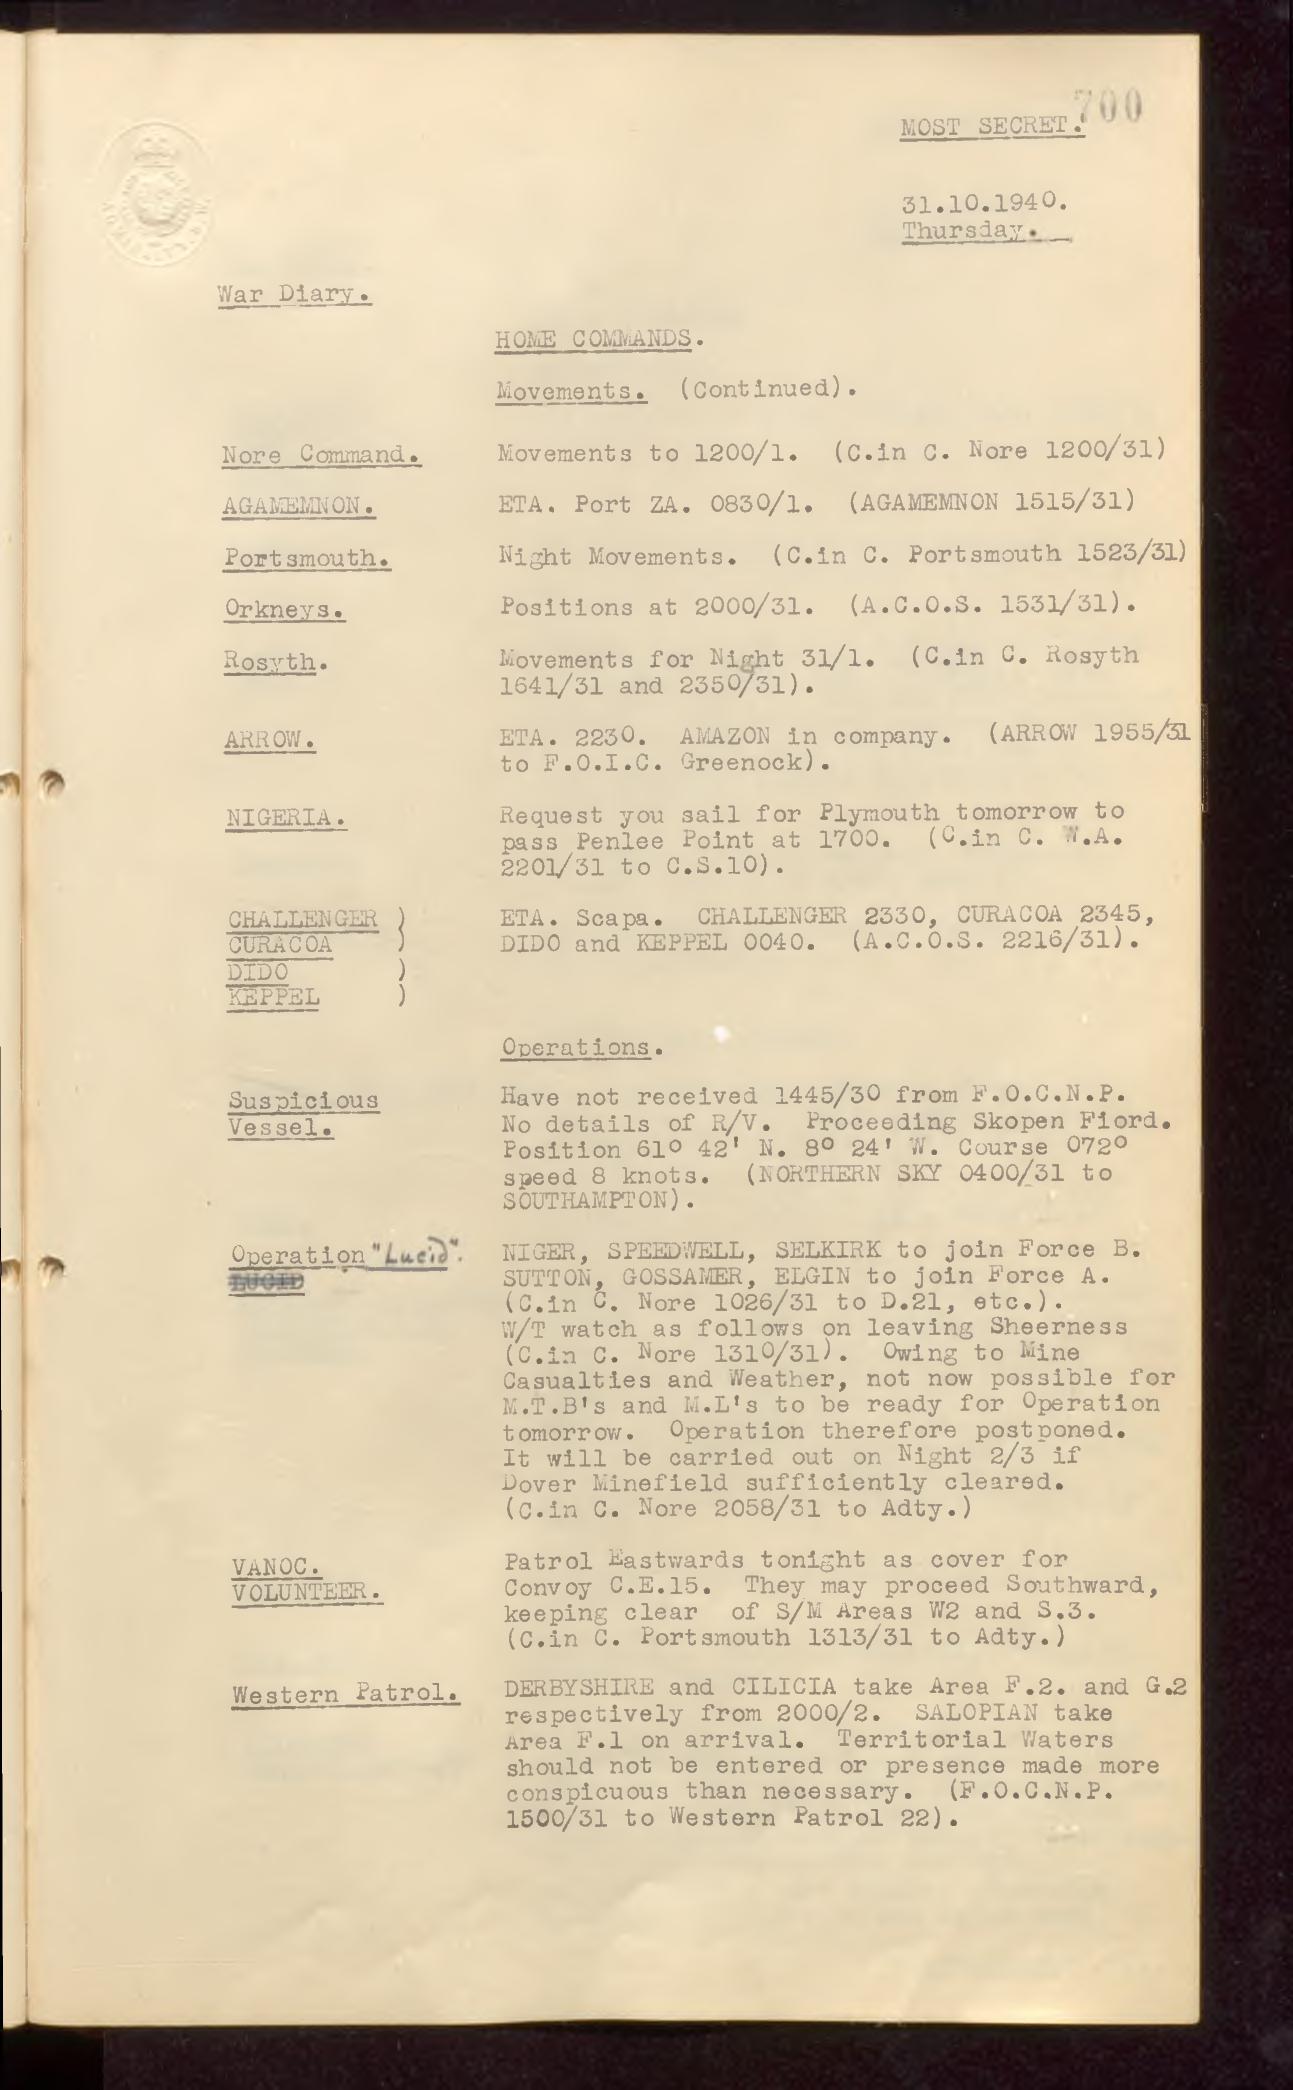 700
MOST SECRET.
31.10.1940.
Thursday.
War Diary.
HOME COMMANDS.
Movements. (Continued).
Nore Command. Movements to 1200/1. (C.in C. Nore 1200/31)
AGAMEMNON. ETA. Port ZA. 0830/1. (AGAMEMNON 1515/31)
Portsmouth. Night Movements. (C.in C. Portsmouth 1523/31)
Orkneys. Positions at 2000/31. (A.C.O.S. 1531/31).
Rosyth. Movements for Night 31/1. (C.in C. Rosyth
1641/31 and 2350/31).
ARROW. ETA. 2230. AMAZON in company. (ARROW 1955/31
to F.O.I.C. Greenock).
NIGERIA. Request you sail for Plymouth tomorrow to
pass Penlee Point at 1700. (C.in C. W.A.
2201/31 to C.S.10).
CHALLENGER ) ETA. Scapa. CHALLENGER 2330, CURACOA 2345,
CURACOA ) DIDO and KEPPEL 0040. (A.C.O.S. 2216/31).
DIDO )
KEPPEL )
Operations.
Suspicious Have not received 1445/30 from F.O.C.N.P.
Vessel. No details of R/V. Proceeding Skopen Fiord.
Position 61° 42' N. 8° 24' W. Course 072°
speed 8 knots. (NORTHERN SKY 0400/31 to
SOUTHAMPTON).
Operation "Lucid". NIGER, SPEEDWELL, SELKIRK to join Force B.
LUCID SUTTON, GOSSAMER, ELGIN to join Force A.
(C.in C. Nore 1026/31 to D.21, etc.).
W/T watch as follows on leaving Sheerness
(C.in C. Nore 1310/31). Owing to Mine
Casualties and Weather, not now possible for
M.T.B's and M.L's to be ready for Operation
tomorrow. Operation therefore postponed.
It will be carried out on Night 2/3 if
Dover Minefield sufficiently cleared.
(C.in C. Nore 2058/31 to Adty.)
VANOC. Patrol Eastwards tonight as cover for
VOLUNTEER. Convoy C.E.15. They may proceed Southward,
keeping clear of S/M Areas W2 and S.3.
(C.in C. Portsmouth 1313/31 to Adty.)
Western Patrol. DERBYSHIRE and CILICIA take Area F.2. and G.2
respectively from 2000/2. SALOPIAN take
Area F.1 on arrival. Territorial Waters
should not be entered or presence made more
conspicuous than necessary. (F.O.C.N.P.
1500/31 to Western Patrol 22).